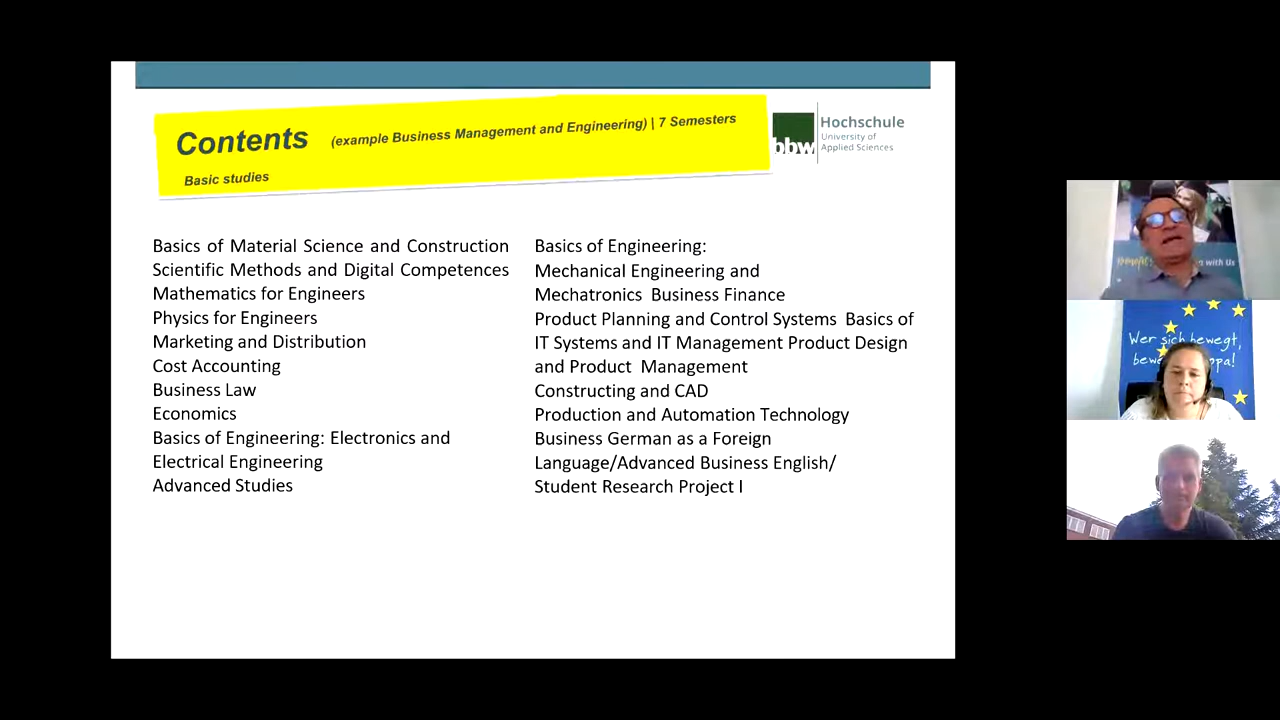 Contents (example Business Management and Engineering) | 7 Semesters
Basic studies
bbw
Hochschule
University of
Applied Sciences
Basics of Material Science and Construction
Scientific Methods and Digital Competences
Mathematics for Engineers
Physics for Engineers
Marketing and Distribution
Cost Accounting
Business Law
Economics
Basics of Engineering: Electronics and
Electrical Engineering
Advanced Studies
Basics of Engineering:
Mechanical Engineering and
Mechatronics Business Finance
Product Planning and Control Systems Basics of
IT Systems and IT Management Product Design
and Product Management
Constructing and CAD
Production and Automation Technology
Business German as a Foreign
Language/Advanced Business English/
Student Research Project I
with Us
Wer sich bewegt,